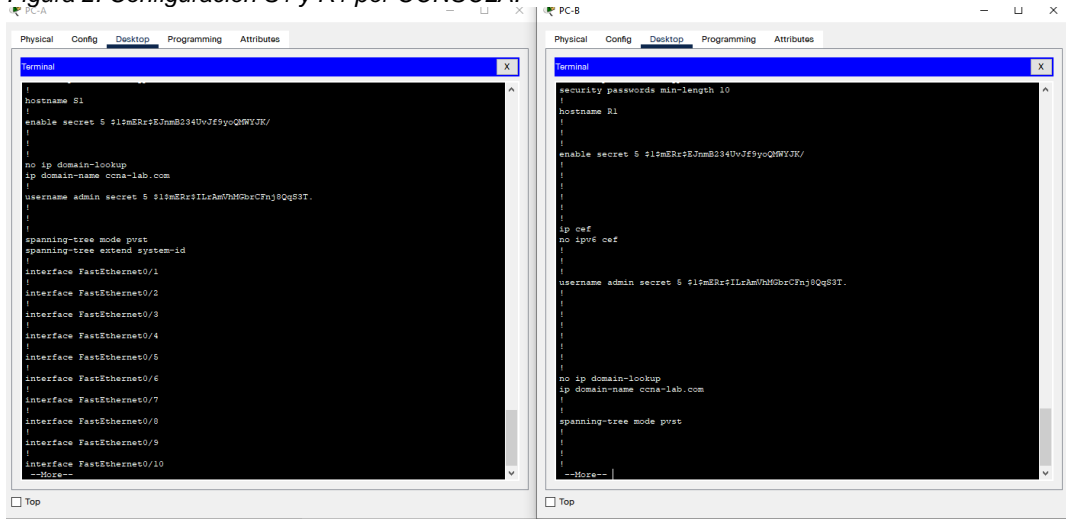 Figura 2. Configuración S1 y R1 por CONSOLA.
PC-A
Physical Config Desktop Programming Attributes
Terminal
X
!
hostname S1
!
enable secret 5 $1$mERr$EJnmB234UvJf9yoQMWYJK/
!
!
!
no ip domain-lookup
ip domain-name ccna-lab.com
!
username admin secret 5 $1$mERr$ILrAmVhMGbrCFnj8QqS3T.
!
!
!
spanning-tree mode pvst
spanning-tree extend system-id
!
interface FastEthernet0/1
!
interface FastEthernet0/2
!
interface FastEthernet0/3
!
interface FastEthernet0/4
!
interface FastEthernet0/5
!
interface FastEthernet0/6
!
interface FastEthernet0/7
!
interface FastEthernet0/8
!
interface FastEthernet0/9
!
interface FastEthernet0/10
--More--
Top
PC-B
Physical Config Desktop Programming Attributes
Terminal
X
security passwords min-length 10
!
hostname R1
!
!
!
enable secret 5 $1$mERr$EJnmB234UvJf9yoQMWYJK/
!
!
!
!
!
!
ip cef
no ipv6 cef
!
!
!
username admin secret 5 $1$mERr$ILrAmVhMGbrCFnj8QqS3T.
!
!
!
!
!
!
!
!
no ip domain-lookup
ip domain-name ccna-lab.com
!
!
spanning-tree mode pvst
!
!
!
!
--More--
Top